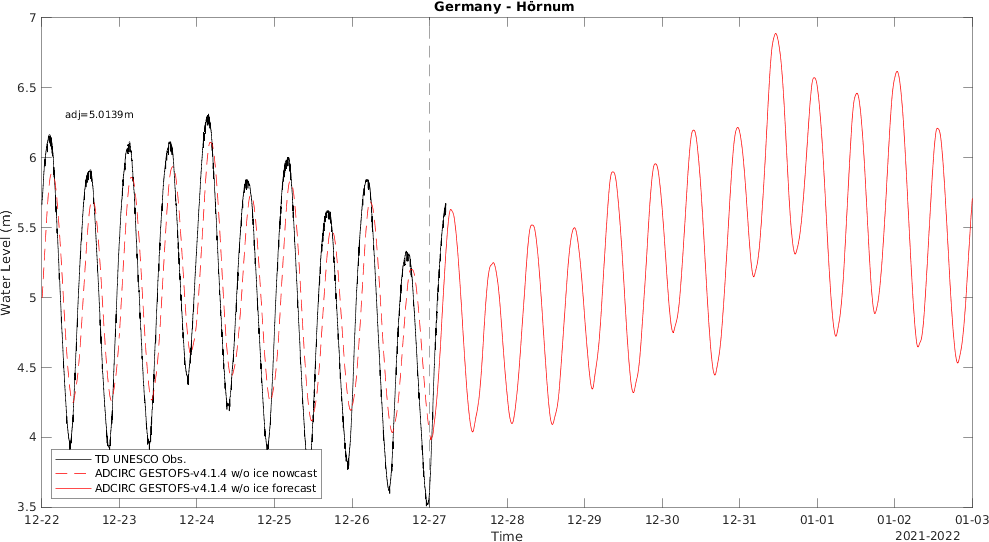 Germany - Hörnum
7
6.5
6
5.5
5
4.5
4
3.5
Water Level (m)
adj=5.0139m
TD UNESCO Obs.
ADCIRC GESTOFS-v4.1.4 w/o ice nowcast
ADCIRC GESTOFS-v4.1.4 w/o ice forecast
12-22 12-23 12-24 12-25 12-26 12-27 12-28 12-29 12-30 12-31 01-01 01-02 01-03
Time
2021-2022